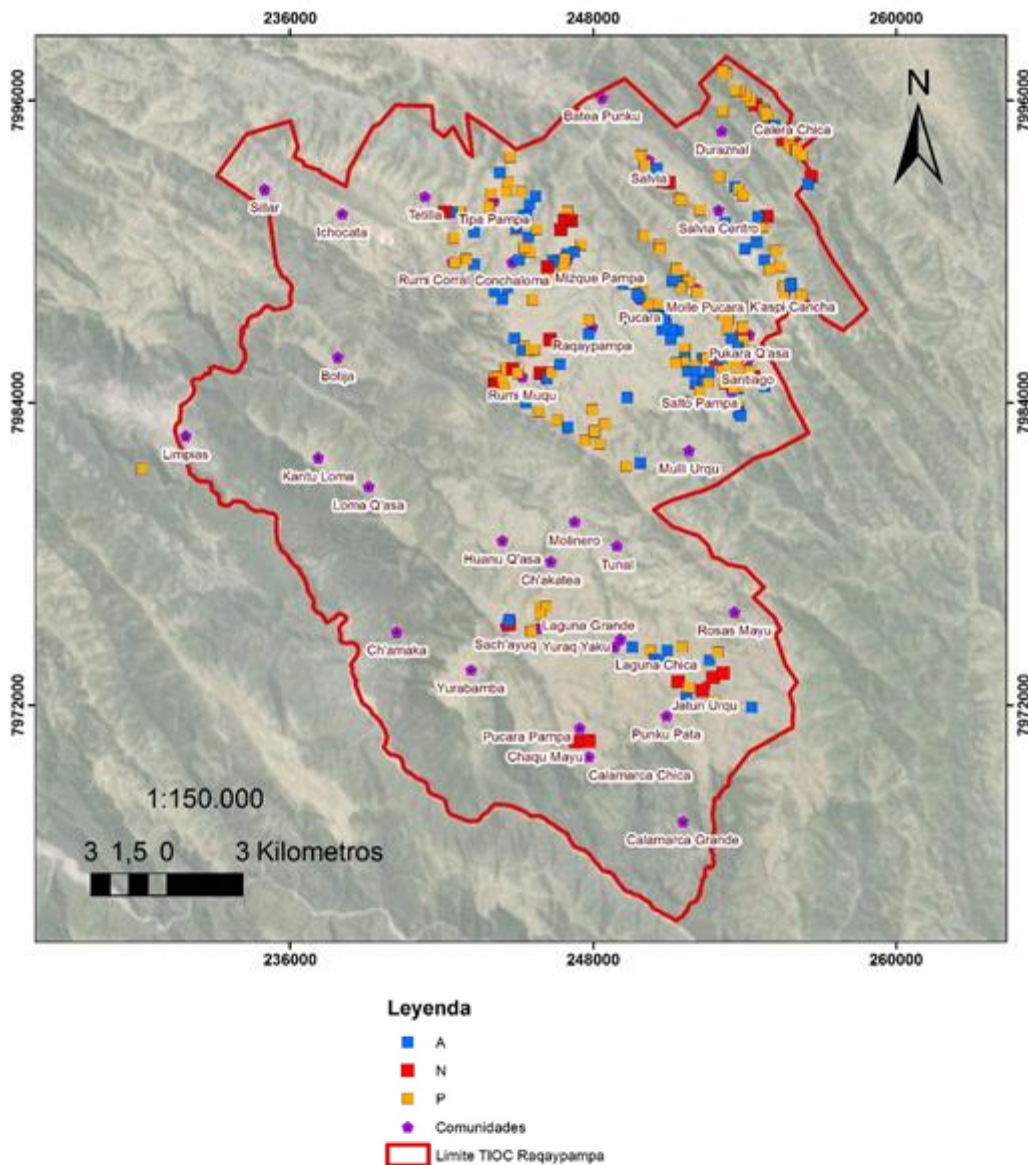 236000 248000 260000
7996000 7996000
N
Batea Punku
Calera Chica
Duraznal
Salvia
Sillar
Tetilla Tipa Pampa
Ichocata
Salvia Centro
Rumi Corral Conchaloma Mizque Pampa
Molle Pucara K'aspi Cancha
Pucara
Raqaypampa
Pukara Q'asa
Botija
Santiago
Rumi Muqu
7984000 7984000
Salto Pampa
Limpias
Mulli Urqu
Kantu Loma
Loma Q'asa
Molinero
Huanu Q'asa
Tunal
Ch'akatea
Laguna Grande
Rosas Mayu
Ch'amaka
Sach'ayuq Yuraq Yaku
Laguna Chica
Yurabamba
7972000 7972000
Jatun Urqu
Pucara Pampa
Punku Pata
Chaqu Mayu
Calamarca Chica
1:150.000
Calamarca Grande
3 1,5 0 3 Kilometros
236000 248000 260000
Leyenda
A
N
P
Comunidades
Limite TIOC Raqaypampa